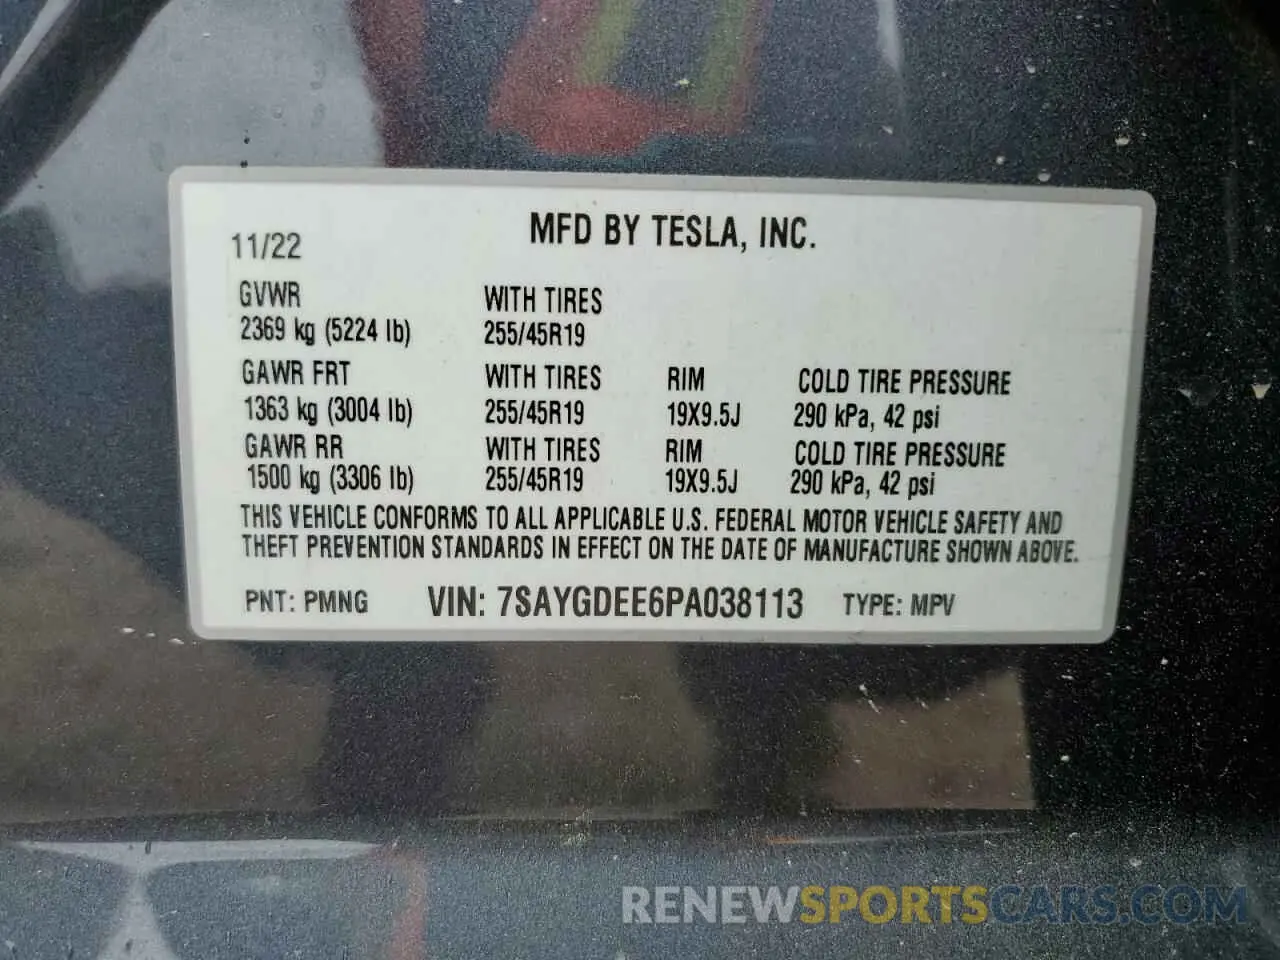 MFD BY TESLA, INC.
11/22
GVWR WITH TIRES
2369 kg (5224 lb) 255/45R19
GAWR FRT WITH TIRES RIM COLD TIRE PRESSURE
1363 kg (3004 lb) 255/45R19 19X9.5J 290 kPa, 42 psi
GAWR RR WITH TIRES RIM COLD TIRE PRESSURE
1500 kg (3306 lb) 255/45R19 19X9.5J 290 kPa, 42 psi
THIS VEHICLE CONFORMS TO ALL APPLICABLE U.S. FEDERAL MOTOR VEHICLE SAFETY AND
THEFT PREVENTION STANDARDS IN EFFECT ON THE DATE OF MANUFACTURE SHOWN ABOVE.
PNT: PMNG VIN: 7SAYGDEE6PA038113 TYPE: MPV
RENEWSPORTSCARS.COM